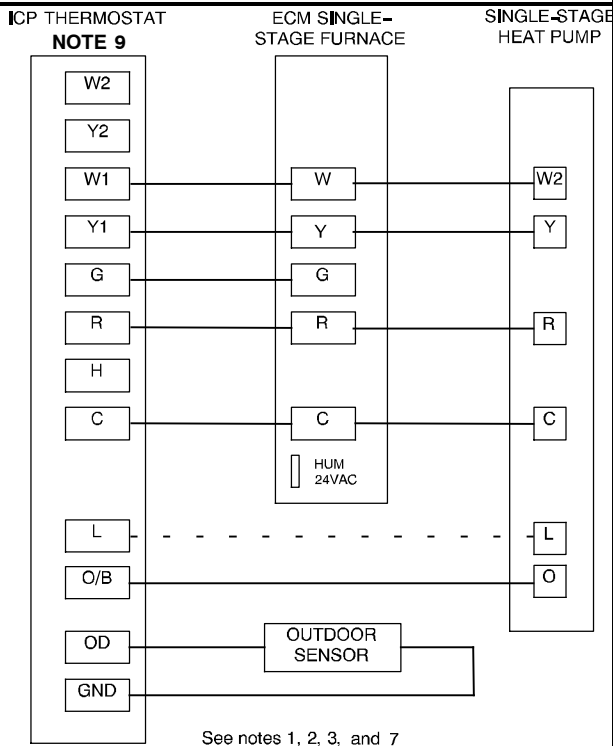 ICP THERMOSTAT
NOTE 9
ECM SINGLE-
STAGE FURNACE
SINGLE-STAGE
HEAT PUMP
W2
Y2
W1
W
W2
Y1
Y
Y
G
G
R
R
R
H
C
C
C
HUM
24VAC
L
L
O/B
O
OD
OUTDOOR
SENSOR
GND
See notes 1, 2, 3, and 7